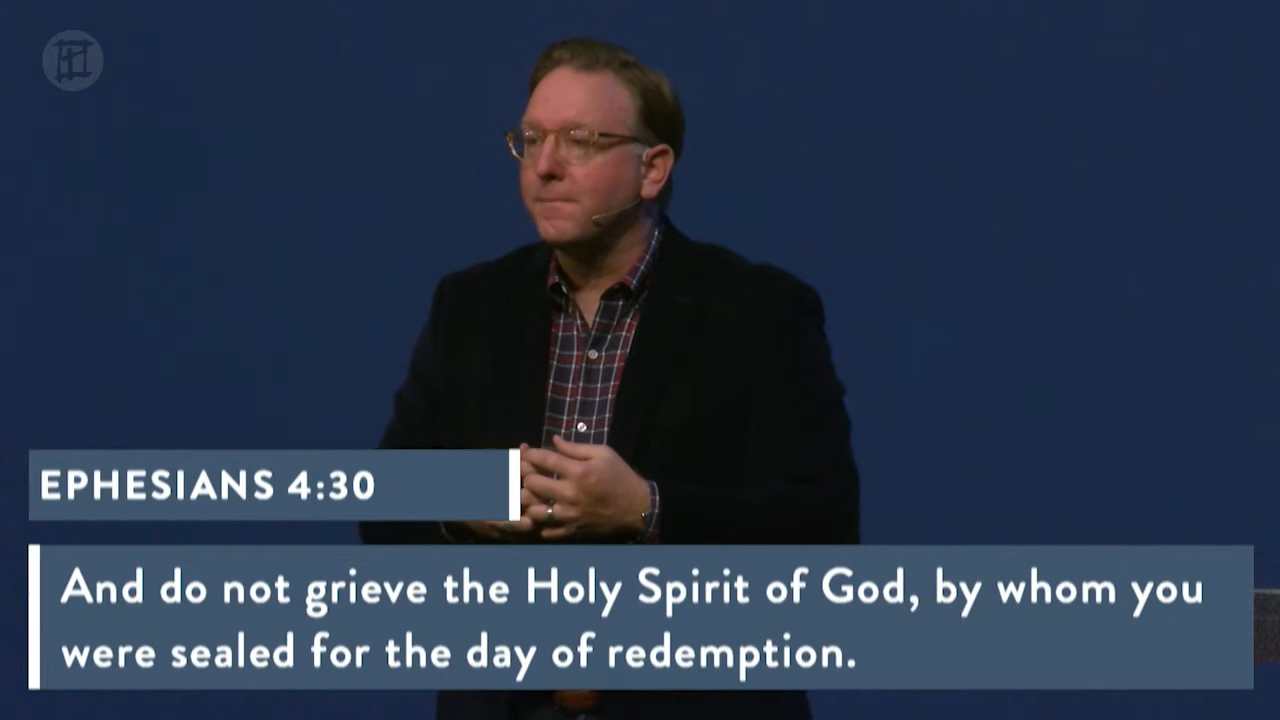 EPHESIANS 4:30
And do not grieve the Holy Spirit of God, by whom you
were sealed for the day of redemption.